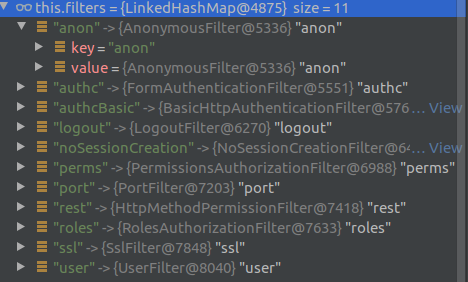 this.filters = {LinkedHashMap@4875} size = 11
"anon" -> {AnonymousFilter@5336} "anon"
key = "anon"
value = {AnonymousFilter@5336} "anon"
"authc" -> {FormAuthenticationFilter@5551} "authc"
"authcBasic" -> {BasicHttpAuthenticationFilter@576... View
"logout" -> {LogoutFilter@6270} "logout"
"noSessionCreation" -> {NoSessionCreationFilter@64... View
"perms" -> {PermissionsAuthorizationFilter@6988} "perms"
"port" -> {PortFilter@7203} "port"
"rest" -> {HttpMethodPermissionFilter@7418} "rest"
"roles" -> {RolesAuthorizationFilter@7633} "roles"
"ssl" -> {SslFilter@7848} "ssl"
"user" -> {UserFilter@8040} "user"